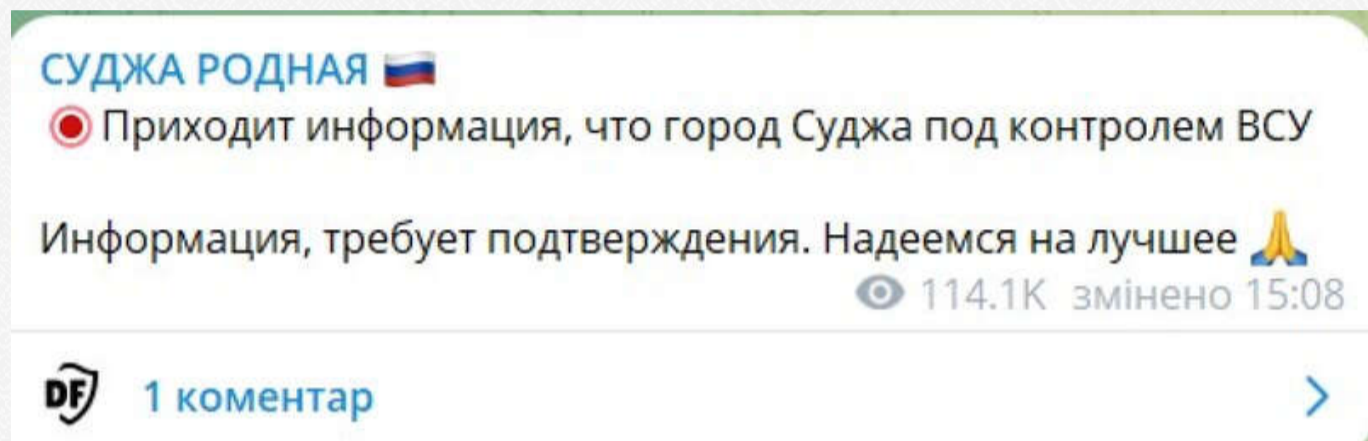 СУДЖА РОДНАЯ 🇷🇺
Приходит информация, что город Суджа под контролем ВСУ
Информация, требует подтверждения. Надеемся на лучшее 🙏
114.1K змінено 15:08
DF 1 коментар